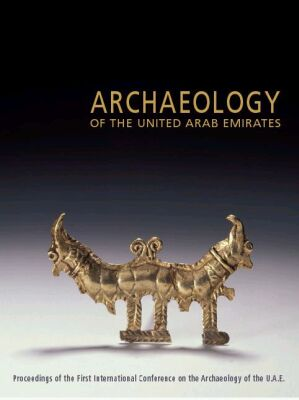 ARCHAEOLOGY
OF THE UNITED ARAB EMIRATES
Proceedings of the First International Conference on the Archaeology of the U.A.E.